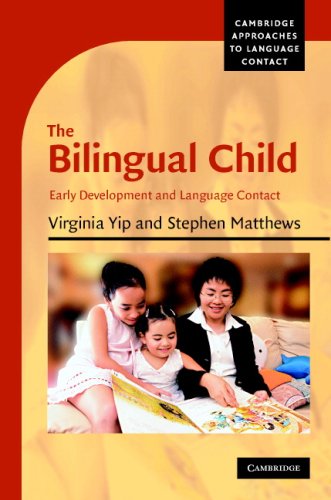 CAMBRIDGE
APPROACHES
TO LANGUAGE
CONTACT
The
Bilingual Child
Early Development and Language Contact
Virginia Yip and Stephen Matthews
CAMBRIDGE